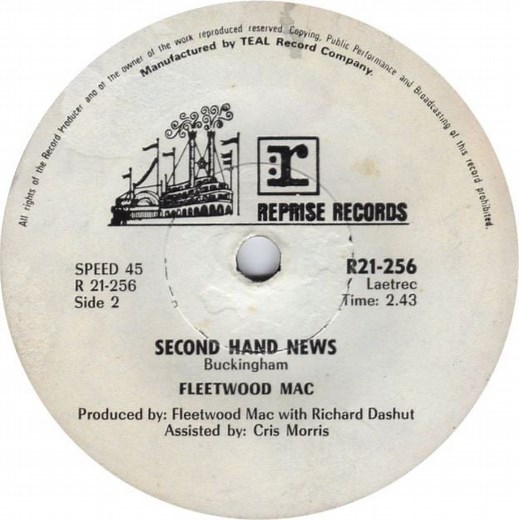 All rights of the Record Producer and of the owner of the work reproduced reserved. Copying, Public Performance and Broadcasting of this record prohibited.
Manufactured by TEAL Record Company.
r
REPRISE RECORDS
SPEED 45
R 21-256
Side 2
R21-256
Laetrec
Time: 2.43
SECOND HAND NEWS
Buckingham
FLEETWOOD MAC
Produced by: Fleetwood Mac with Richard Dashut
Assisted by: Cris Morris